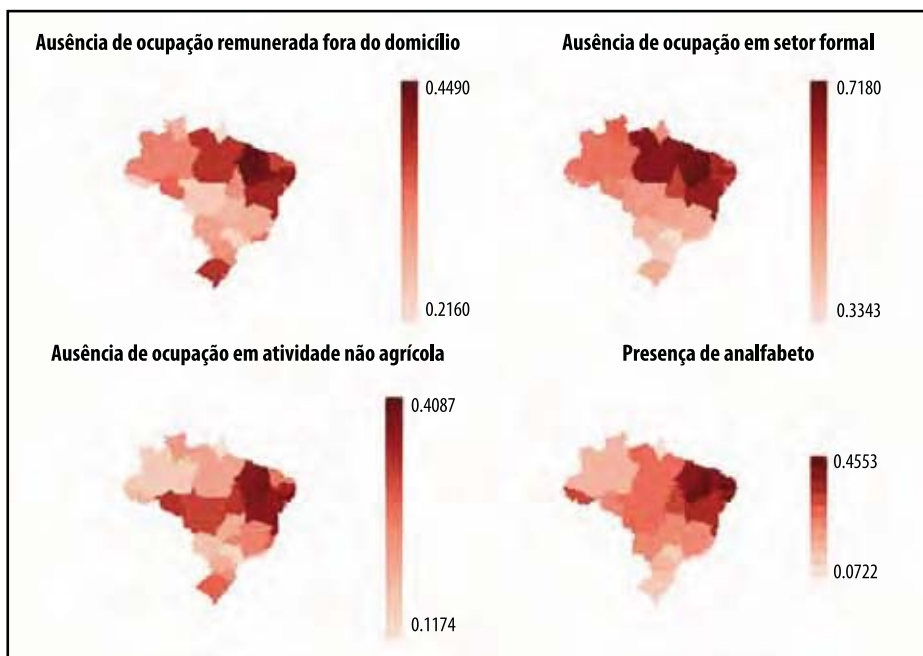 Ausência de ocupação remunerada fora do domicílio
0.4490
0.2160
Ausência de ocupação em setor formal
0.7180
0.3343
Ausência de ocupação em atividade não agrícola
0.4087
0.1174
Presença de analfabeto
0.4553
0.0722